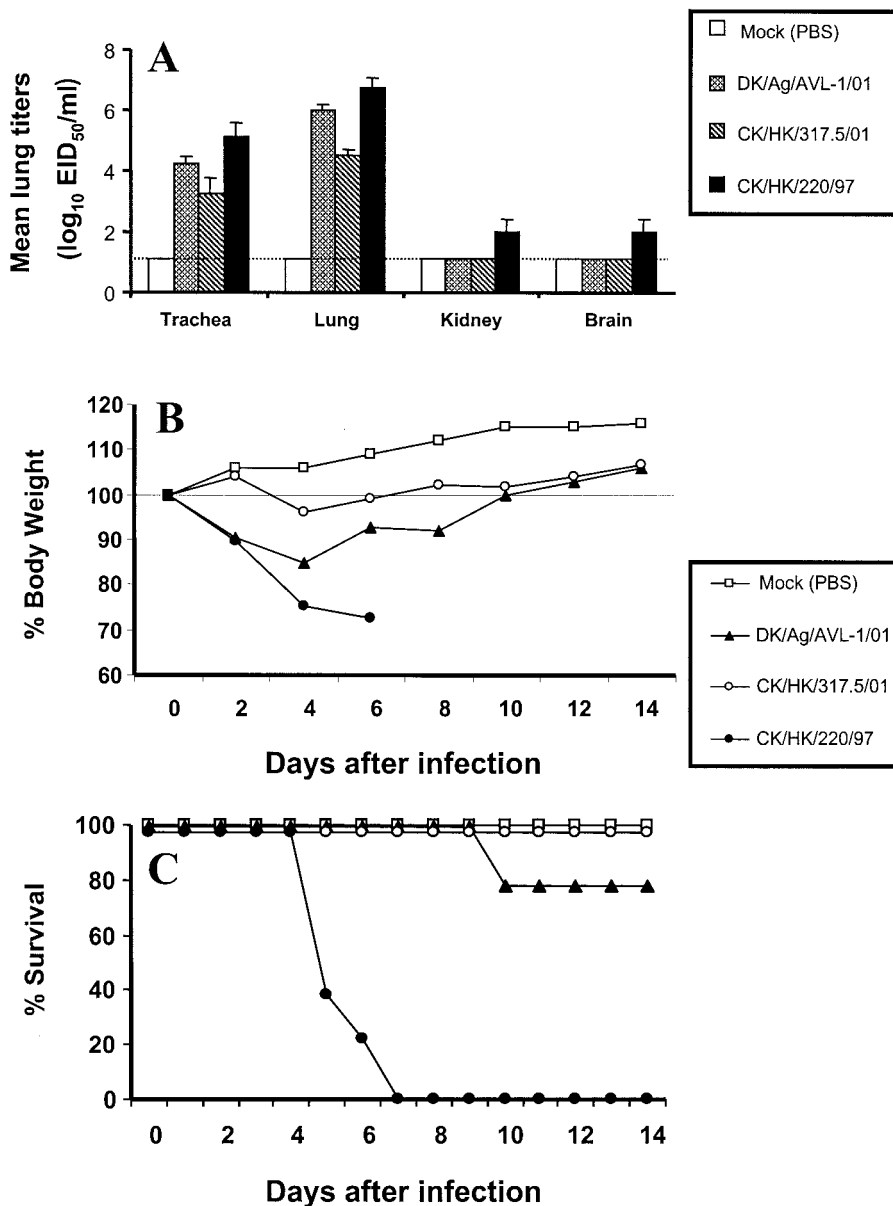 A
Mean lung titers
(log10 EID50/ml)
8
6
4
2
0
Trachea Lung Kidney Brain
Mock (PBS)
DK/Ag/AVL-1/01
CK/HK/317.5/01
CK/HK/220/97
B
% Body Weight
120
110
100
90
80
70
60
0 2 4 6 8 10 12 14
Days after infection
Mock (PBS)
DK/Ag/AVL-1/01
CK/HK/317.5/01
CK/HK/220/97
C
% Survival
100
80
60
40
20
0
0 2 4 6 8 10 12 14
Days after infection